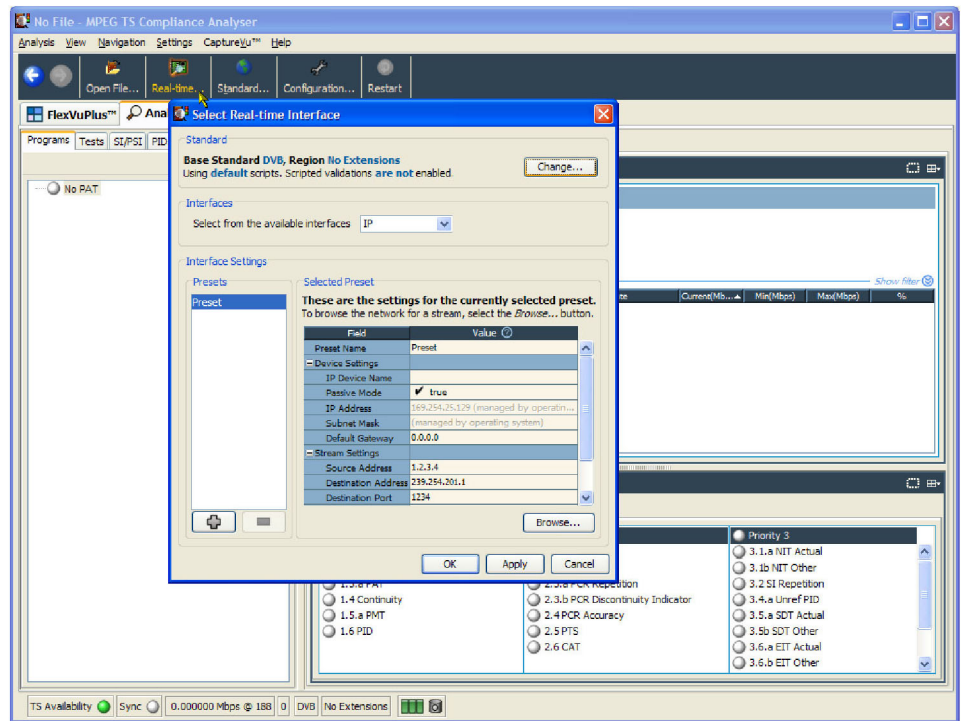 No File - MPEG TS Compliance Analyser
Analysis View Navigation Settings CaptureVu™ Help
Open File... Real-time... Standard... Configuration... Restart
FlexVuPlus™ Ana
Programs Tests SI/PSI PID
No PAT
Select Real-time Interface
Standard
Base Standard DVB, Region No Extensions
Using default scripts. Scripted validations are not enabled.
Change...
Interfaces
Select from the available interfaces IP
Interface Settings
Presets
Preset
Selected Preset
These are the settings for the currently selected preset.
To browse the network for a stream, select the Browse... button.
Field Value
Preset Name Preset
Device Settings
IP Device Name
Passive Mode true
IP Address 169.254.25.129 (managed by operatin...
Subnet Mask (managed by operating system)
Default Gateway 0.0.0.0
Stream Settings
Source Address 1.2.3.4
Destination Address 239.254.201.1
Destination Port 1234
Browse...
OK Apply Cancel
Show filter
Current(Mb... Min(Mbps) Max(Mbps) %
1.3.a PAT
1.4 Continuity
1.5.a PMT
1.6 PID
2.3.a PCR Repetition
2.3.b PCR Discontinuity Indicator
2.4 PCR Accuracy
2.5 PTS
2.6 CAT
Priority 3
3.1.a NIT Actual
3.1b NIT Other
3.2 SI Repetition
3.4.a Unref PID
3.5.a SDT Actual
3.5b SDT Other
3.6.a EIT Actual
3.6.b EIT Other
TS Availability Sync 0.000000 Mbps @ 188 0 DVB No Extensions